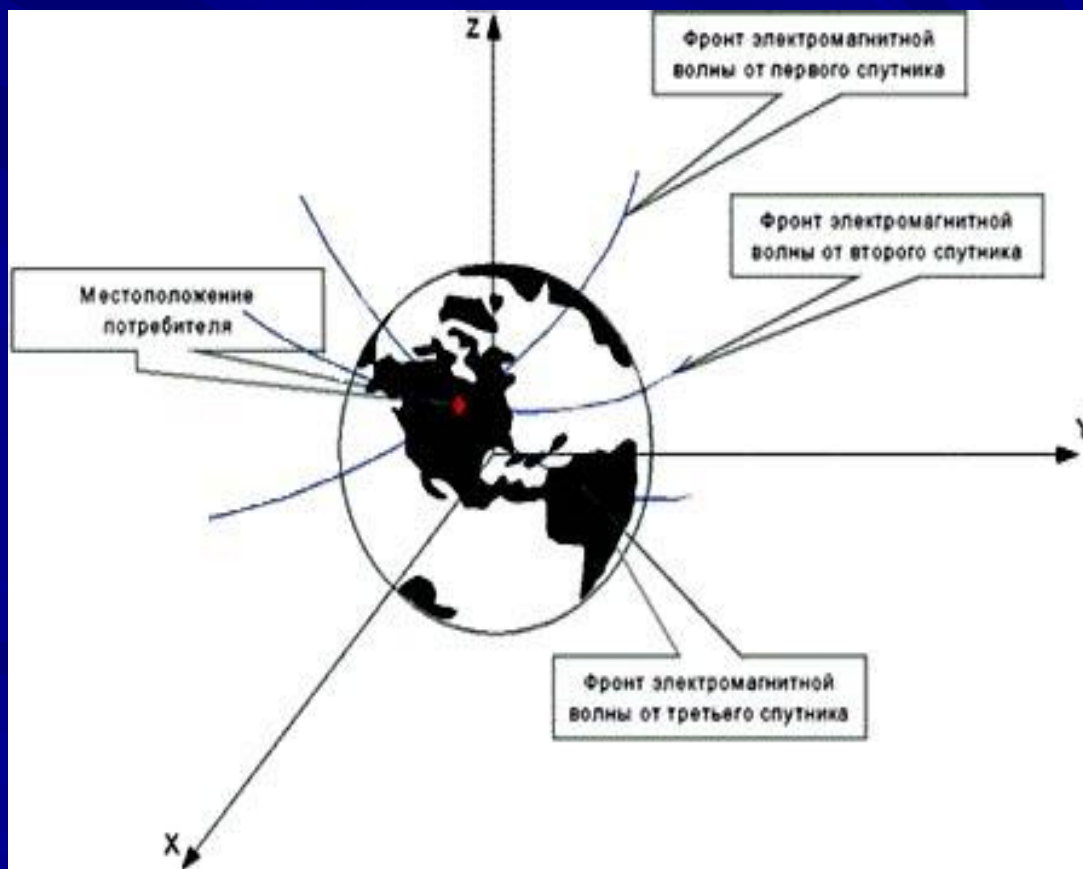 Z
Фронт электромагнитной
волны от первого спутника
Фронт электромагнитной
волны от второго спутника
Местоположение
потребителя
Y
Фронт электромагнитной
волны от третьего спутника
X